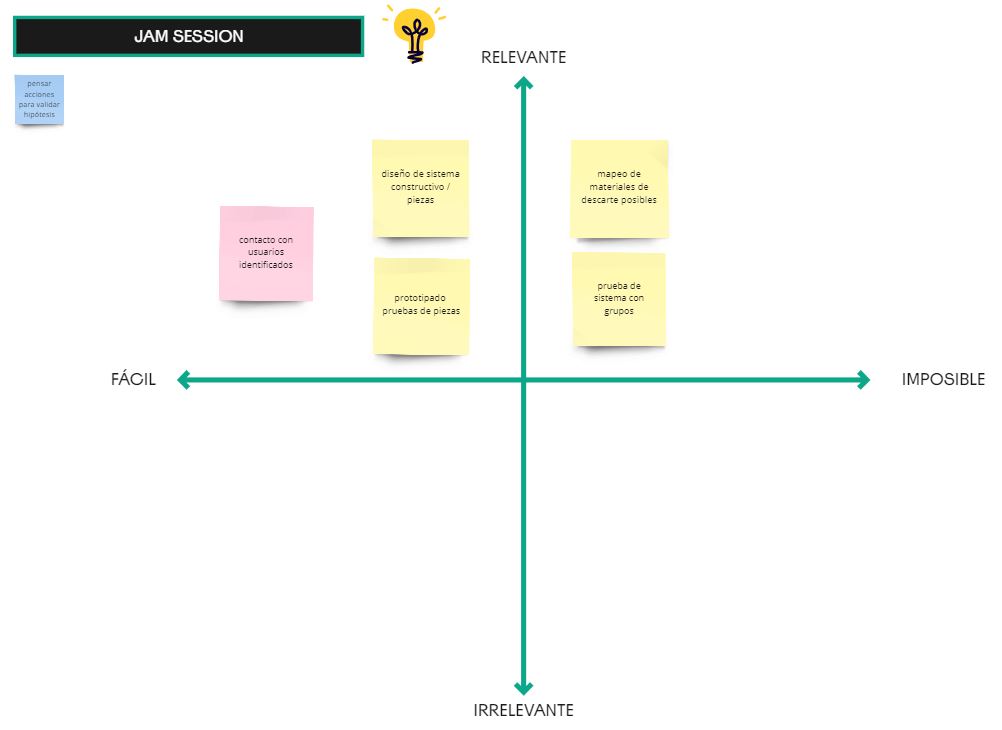 JAM SESSION
pensar
acciones
para validar
hipótesis
RELEVANTE
diseño de sistema
constructivo /
piezas
mapeo de
materiales de
descarte posibles
contacto con
usuarios
identificados
prototipado
pruebas de piezas
prueba de
sistema con
grupos
FÁCIL
IMPOSIBLE
IRRELEVANTE